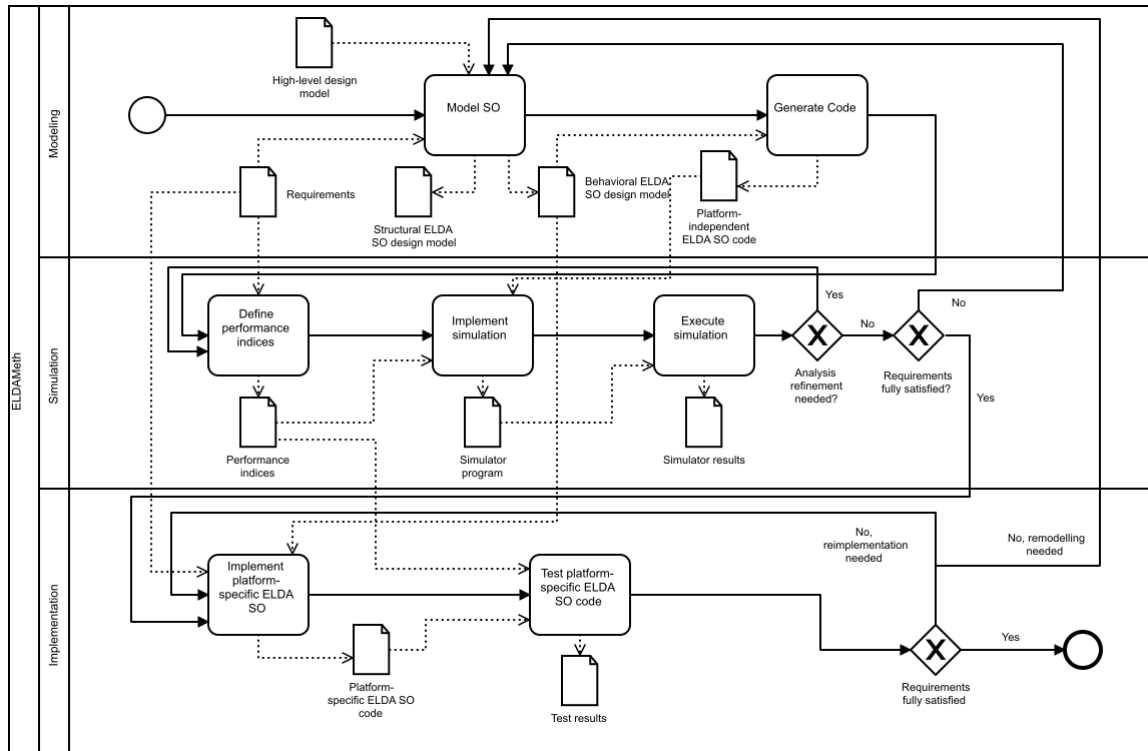 ELDAMeth
Modeling
High-level design
model
Model SO
Generate Code
Requirements
Structural ELDA
SO design model
Behavioral ELDA
SO design model
Platform-
independent
ELDA SO code
Simulation
Define
performance
indices
Implement
simulation
Execute
simulation
Yes
No
No
Analysis
refinement
needed?
Requirements
fully satisfied?
Yes
Performance
indices
Simulator
program
Simulator results
Implementation
No,
reimplementation
needed
No, remodelling
needed
Implement
platform-
specific ELDA
SO
Test platform-
specific ELDA
SO code
Yes
Platform-
specific ELDA SO
code
Test results
Requirements
fully satisfied